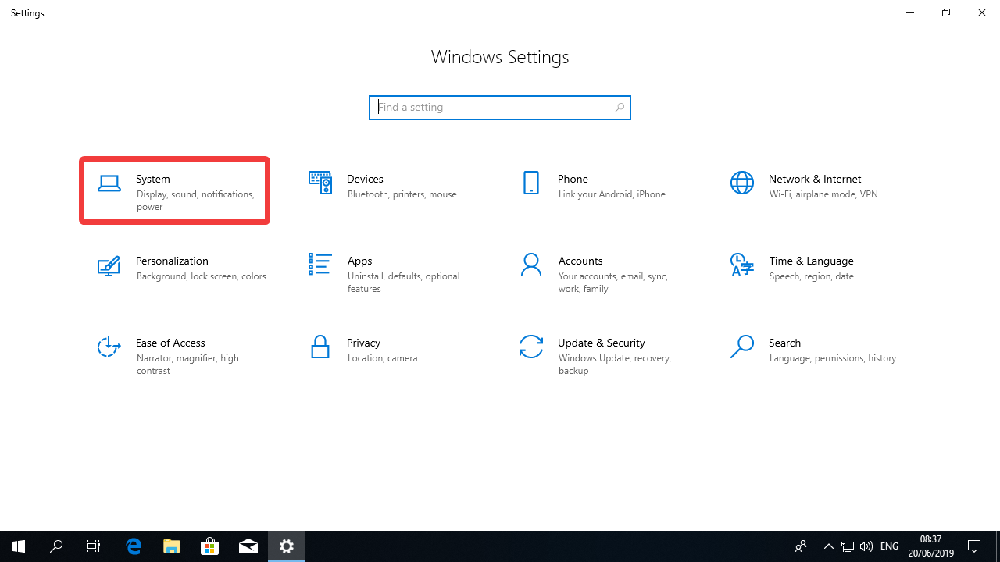 Settings
Windows Settings
Find a setting
System
Display, sound, notifications,
power
Devices
Bluetooth, printers, mouse
Phone
Link your Android, iPhone
Network & Internet
Wi-Fi, airplane mode, VPN
Personalization
Background, lock screen, colors
Apps
Uninstall, defaults, optional
features
Accounts
Your accounts, email, sync,
work, family
Time & Language
Speech, region, date
Ease of Access
Narrator, magnifier, high
contrast
Privacy
Location, camera
Update & Security
Windows Update, recovery,
backup
Search
Language, permissions, history
ENG
08:37
20/06/2019